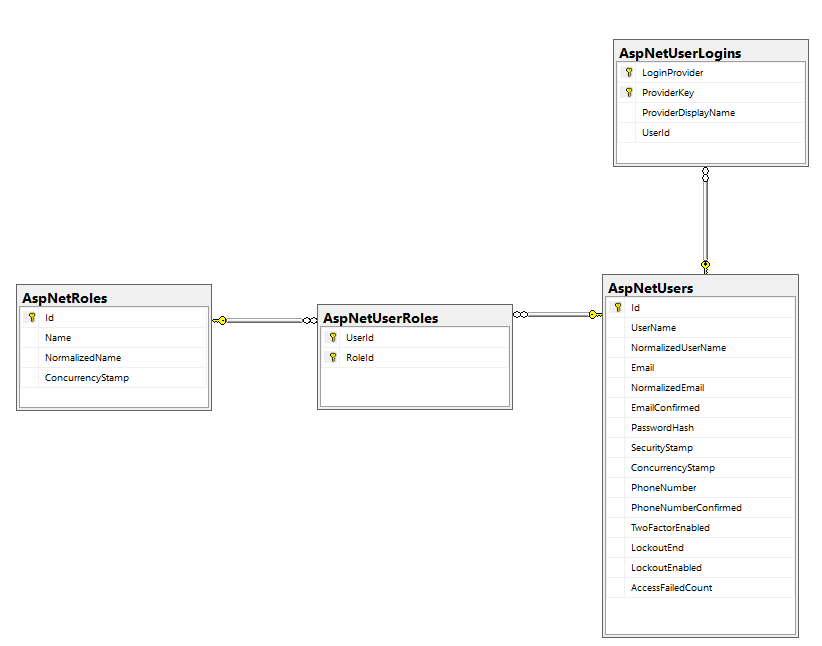 AspNetUserLogins
LoginProvider
ProviderKey
ProviderDisplayName
UserId
AspNetRoles
Id
Name
NormalizedName
ConcurrencyStamp
AspNetUserRoles
UserId
RoleId
AspNetUsers
Id
UserName
NormalizedUserName
Email
NormalizedEmail
EmailConfirmed
PasswordHash
SecurityStamp
ConcurrencyStamp
PhoneNumber
PhoneNumberConfirmed
TwoFactorEnabled
LockoutEnd
LockoutEnabled
AccessFailedCount